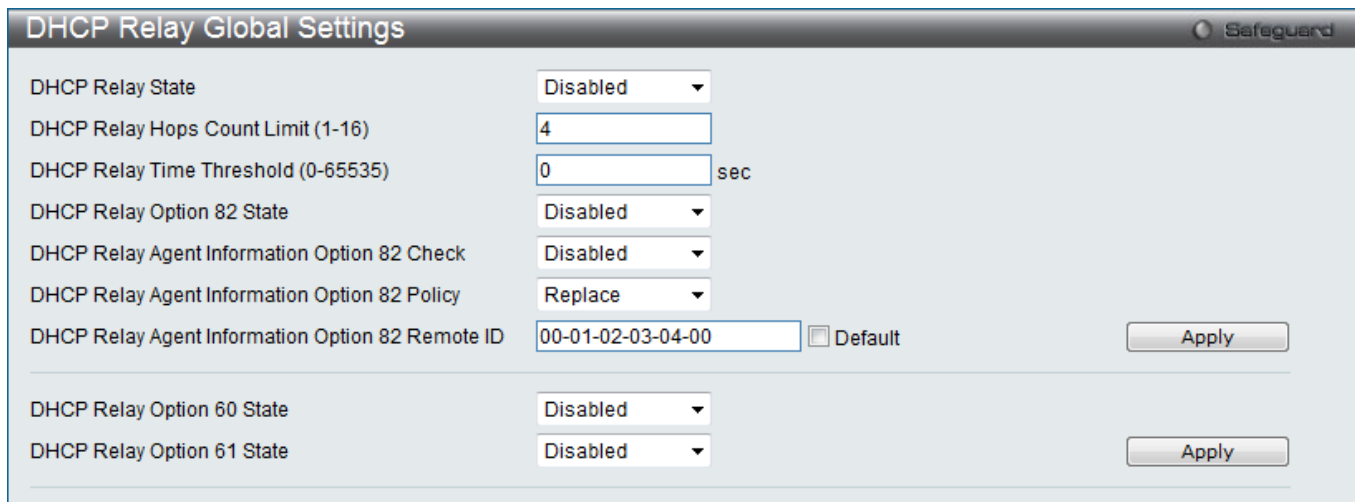 DHCP Relay Global Settings Safeguard
DHCP Relay State Disabled
DHCP Relay Hops Count Limit (1-16) 4
DHCP Relay Time Threshold (0-65535) 0 sec
DHCP Relay Option 82 State Disabled
DHCP Relay Agent Information Option 82 Check Disabled
DHCP Relay Agent Information Option 82 Policy Replace
DHCP Relay Agent Information Option 82 Remote ID 00-01-02-03-04-00 Default Apply
DHCP Relay Option 60 State Disabled
DHCP Relay Option 61 State Disabled Apply